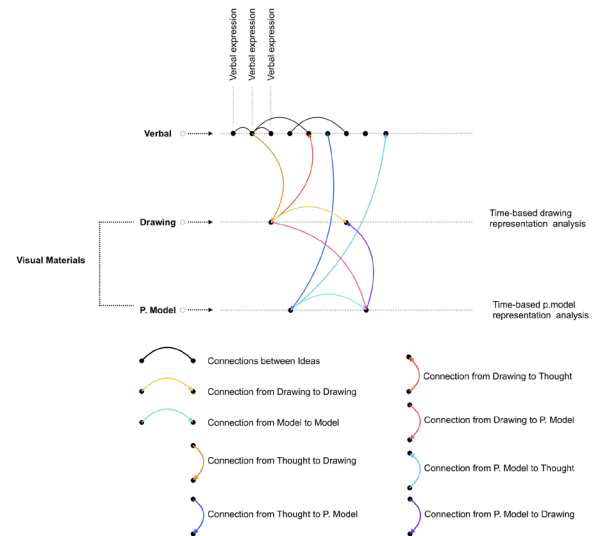 Verbal expression
Verbal expression
Verbal expression
Verbal
Drawing
Time-based drawing
representation analysis
Visual Materials
P. Model
Time-based p.model
representation analysis
Connections between Ideas
Connection from Drawing to Drawing
Connection from Model to Model
Connection from Thought to Drawing
Connection from Thought to P. Model
Connection from Drawing to Thought
Connection from Drawing to P. Model
Connection from P. Model to Thought
Connection from P. Model to Drawing